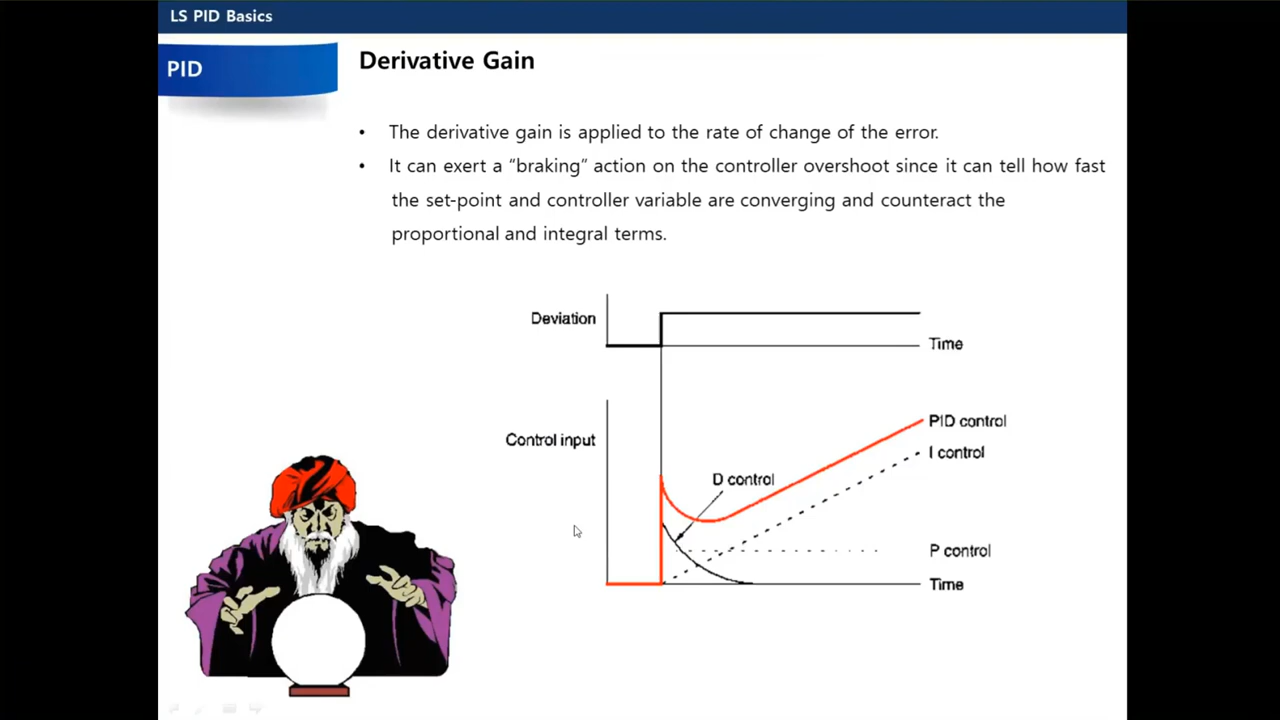 LS PID Basics
PID
Derivative Gain
• The derivative gain is applied to the rate of change of the error.
• It can exert a “braking” action on the controller overshoot since it can tell how fast
the set-point and controller variable are converging and counteract the
proportional and integral terms.
Deviation
Time
PID control
Control input
I control
D control
P control
Time